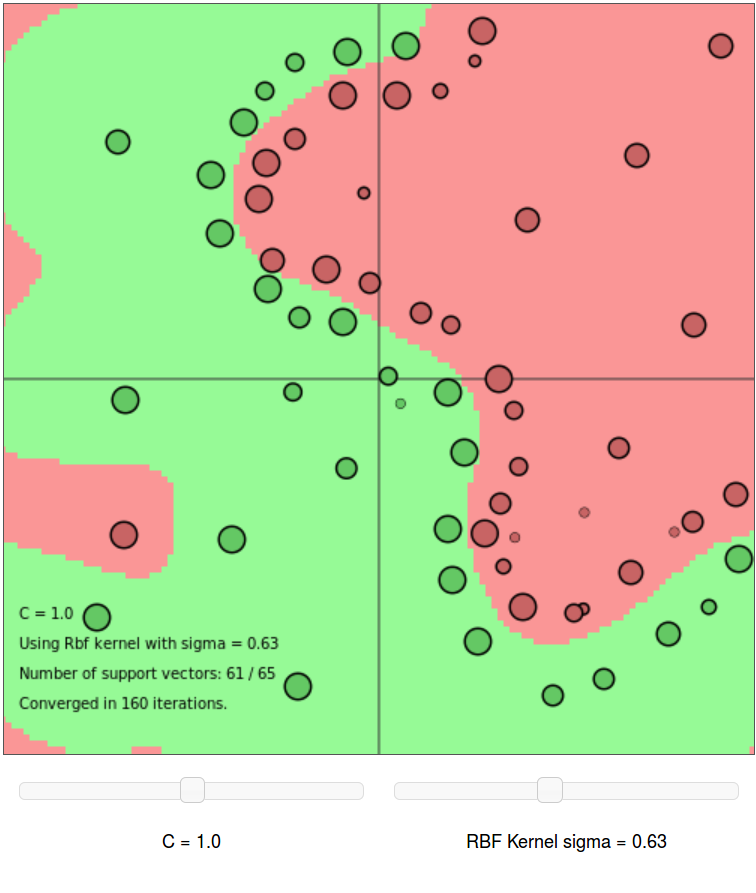 C = 1.0
Using Rbf kernel with sigma = 0.63
Number of support vectors: 61 / 65
Converged in 160 iterations.
C = 1.0
RBF Kernel sigma = 0.63